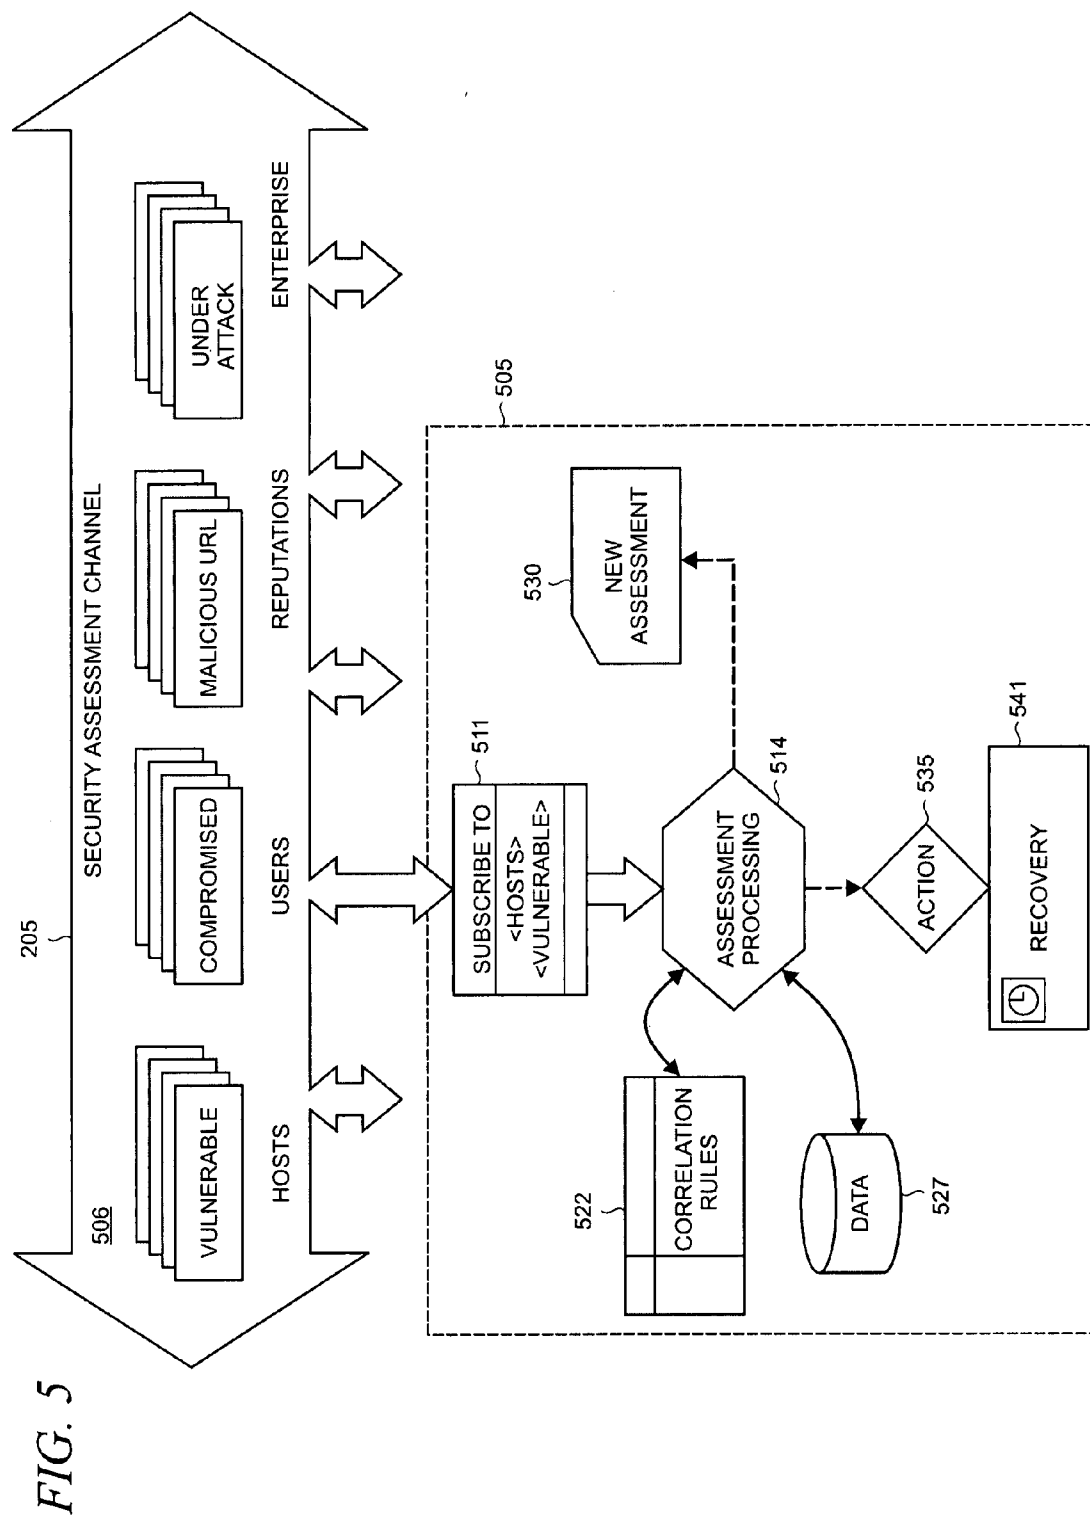 FIG. 5
205
SECURITY ASSESSMENT CHANNEL
506
VULNERABLE
COMPROMISED
MALICIOUS URL
UNDER
ATTACK
HOSTS
USERS
REPUTATIONS
ENTERPRISE
505
SUBSCRIBE TO
<HOSTS>
<VULNERABLE>
511
530
NEW
ASSESSMENT
522
CORRELATION
RULES
ASSESSMENT
PROCESSING
514
DATA
527
ACTION
535
RECOVERY
541